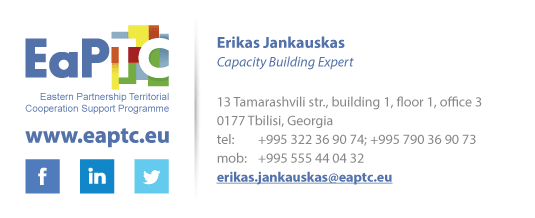 EaPTC
Eastern Partnership Territorial
Cooperation Support Programme
www.eaptc.eu
f
in
Erikas Jankauskas
Capacity Building Expert
13 Tamarashvili str., building 1, floor 1, office 3
0177 Tbilisi, Georgia
tel: +995 322 36 90 74; +995 790 36 90 73
mob: +995 555 44 04 32
erikas.jankauskas@eaptc.eu